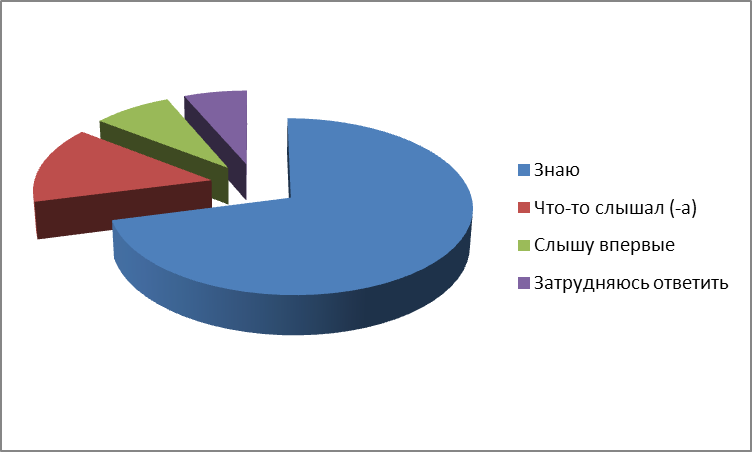 Знаю
Что-то слышал (-а)
Слышу впервые
Затрудняюсь ответить